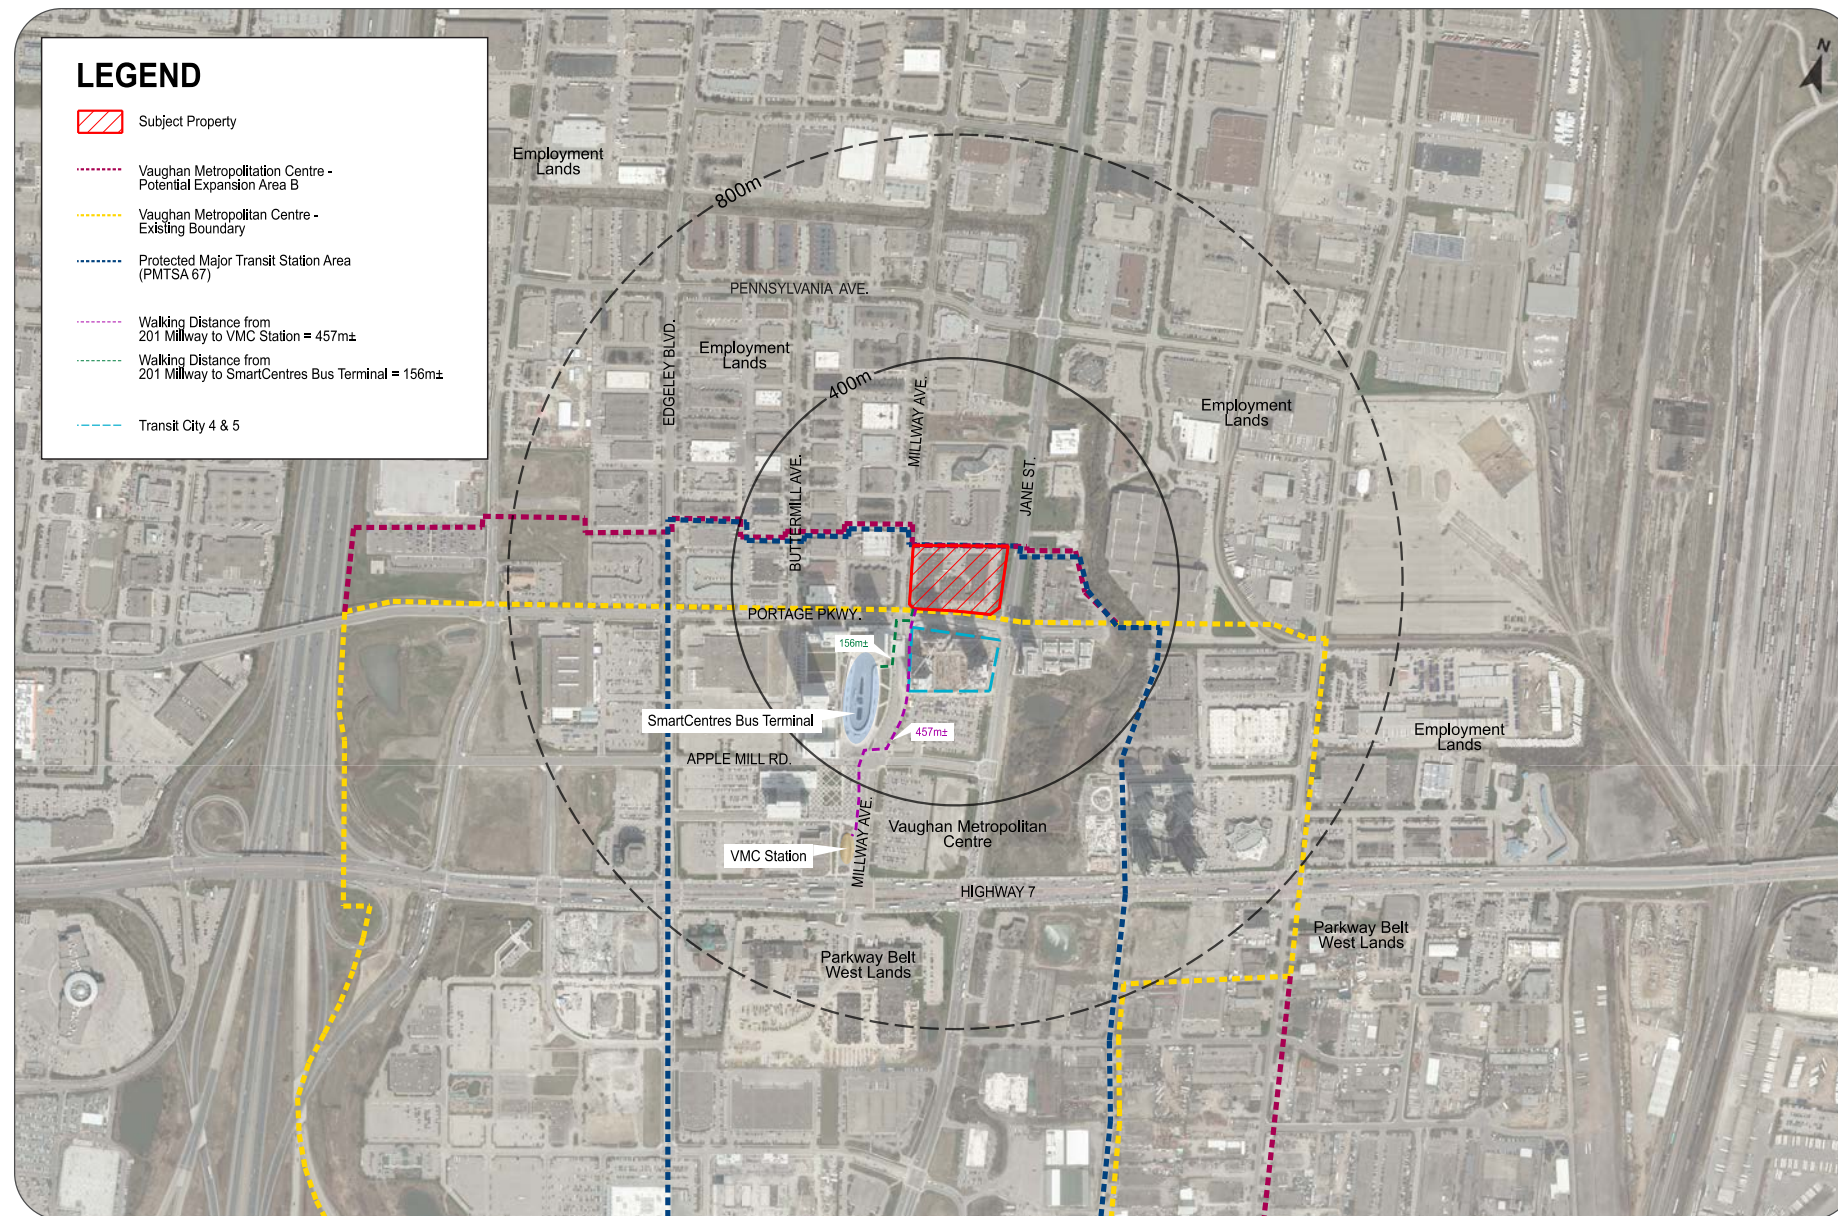 LEGEND
Subject Property
Vaughan Metropolitation Centre -
Potential Expansion Area B
Vaughan Metropolitan Centre -
Existing Boundary
Protected Major Transit Station Area
(PMTSA 67)
Walking Distance from
201 Millway to VMC Station = 457m±
Walking Distance from
201 Millway to SmartCentres Bus Terminal = 156m±
Transit City 4 & 5
N
Employment
Lands
800m
PENNSYLVANIA AVE.
EDGELEY BLVD.
Employment
Lands
400m
MILLWAY AVE.
Employment
Lands
BUTTERMILL AVE.
JANE ST.
PORTAGE PKWY.
156m±
SmartCentres Bus Terminal
457m±
Employment
Lands
APPLE MILL RD.
MILLWAY AVE.
Vaughan Metropolitan
Centre
VMC Station
HIGHWAY 7
Parkway Belt
West Lands
Parkway Belt
West Lands